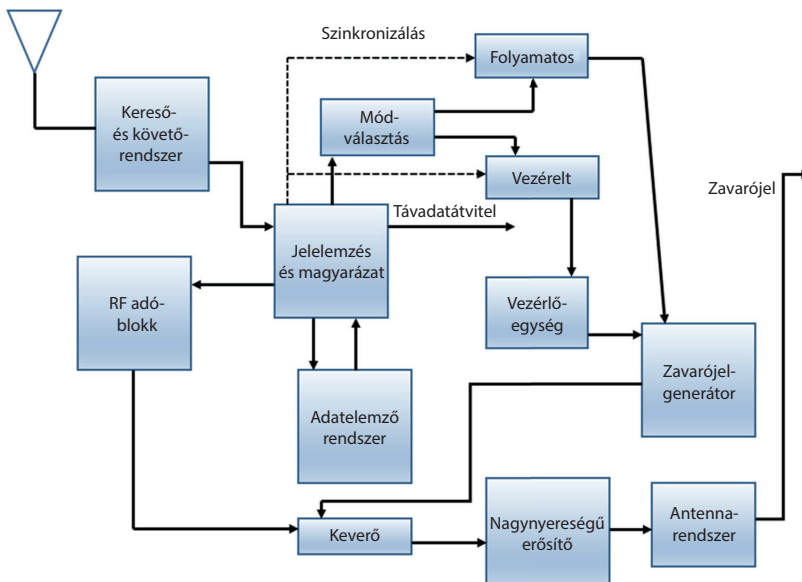 Szinkronizálás
Folyamatos
Kereső-
és követő-
rendszer
Mód-
választás
Vezérelt
Zavarójel
Távadatátvitel
Jelelemzés
és magyarázat
RF adó-
blokk
Vezérlő-
egység
Zavarójel-
generátor
Adatelemző
rendszer
Keverő
Nagynyereségű
erősítő
Antenna-
rendszer